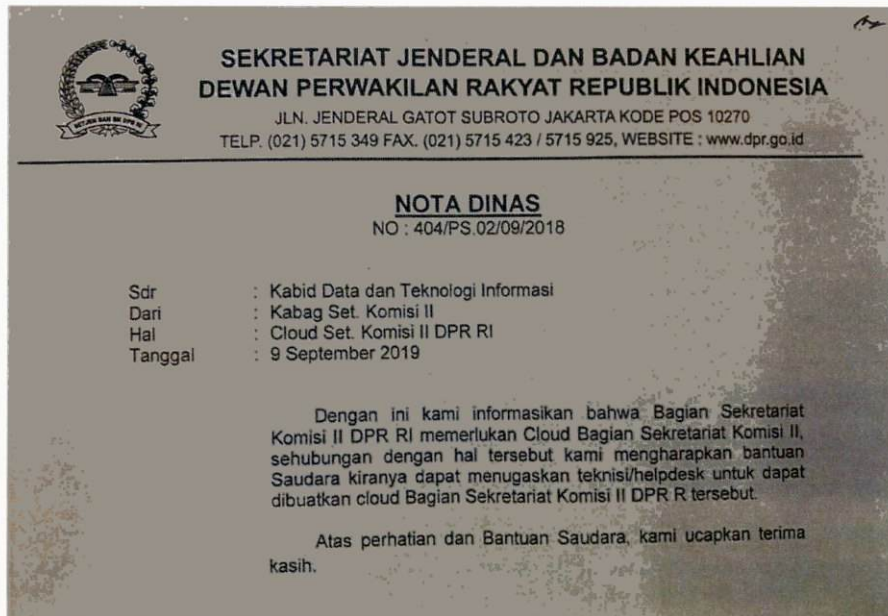 SEKRETARIAT JENDERAL DAN BADAN KEAHLIAN
DEWAN PERWAKILAN RAKYAT REPUBLIK INDONESIA
JLN. JENDERAL GATOT SUBROTO JAKARTA KODE POS 10270
TELP. (021) 5715 349 FAX. (021) 5715 423 / 5715 925, WEBSITE : www.dpr.go.id
SETJEN DAN BK DPR RI
NOTA DINAS
NO : 404/PS.02/09/2018
Sdr : Kabid Data dan Teknologi Informasi
Dari : Kabag Set. Komisi II
Hal : Cloud Set. Komisi II DPR RI
Tanggal : 9 September 2019
Dengan ini kami informasikan bahwa Bagian Sekretariat
Komisi II DPR RI memerlukan Cloud Bagian Sekretariat Komisi II,
sehubungan dengan hal tersebut kami mengharapkan bantuan
Saudara kiranya dapat menugaskan teknisi/helpdesk untuk dapat
dibuatkan cloud Bagian Sekretariat Komisi II DPR R tersebut.
Atas perhatian dan Bantuan Saudara, kami ucapkan terima
kasih.